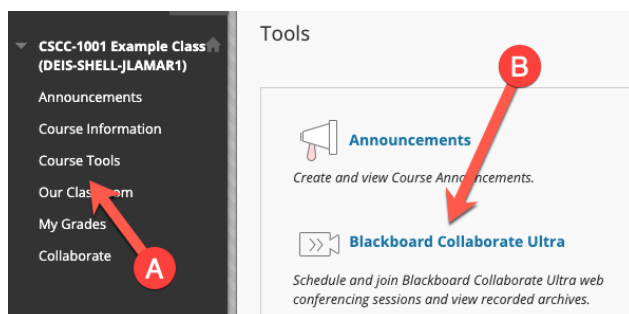 CSCC-1001 Example Class
(DEIS-SHELL-JLAMAR1)
Announcements
Course Information
Course Tools
Our Classroom
My Grades
Collaborate
A
Tools
B
Announcements
Create and view Course Announcements.
Blackboard Collaborate Ultra
Schedule and join Blackboard Collaborate Ultra web
conferencing sessions and view recorded archives.